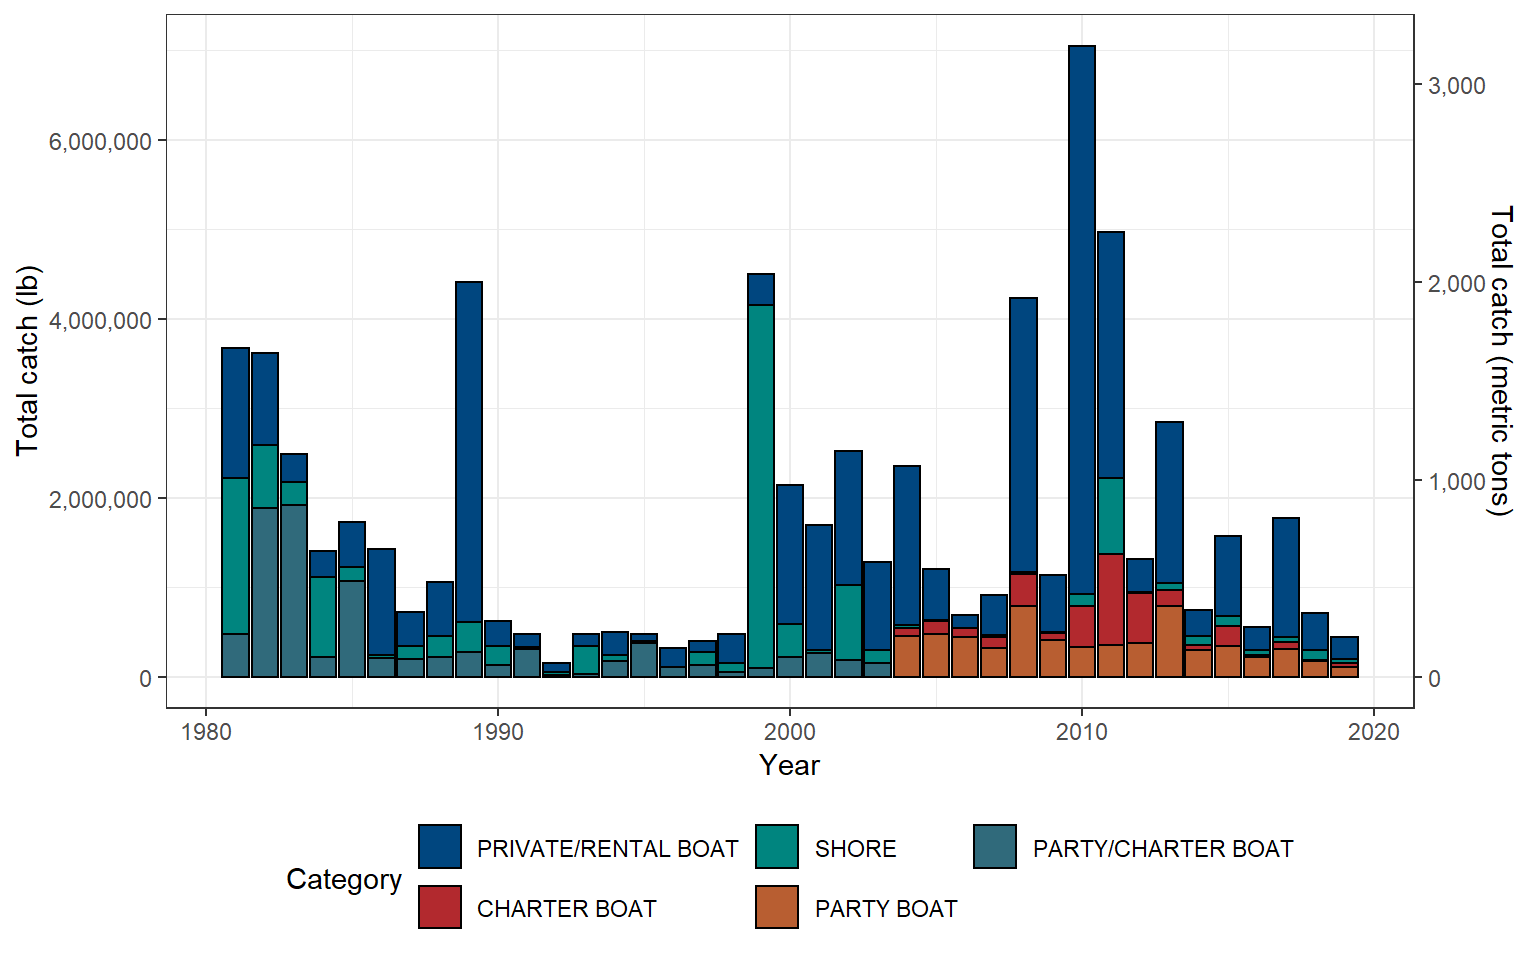 Total catch (lb)
6,000,000
4,000,000
2,000,000
0
3,000
2,000
1,000
0
Total catch (metric tons)
1980 1990 2000 2010 2020
Year
Category
PRIVATE/RENTAL BOAT SHORE PARTY/CHARTER BOAT
CHARTER BOAT PARTY BOAT